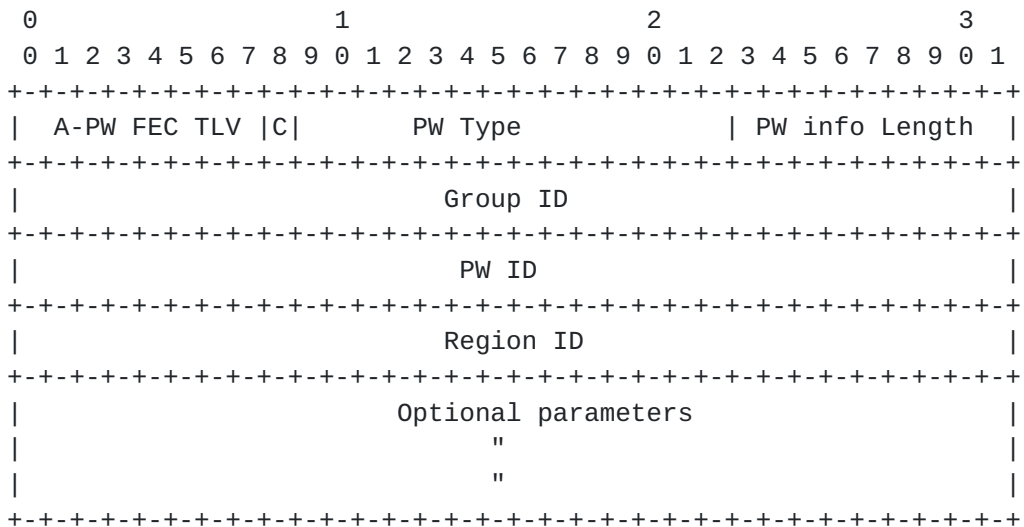 0                   1                   2                   3
 0 1 2 3 4 5 6 7 8 9 0 1 2 3 4 5 6 7 8 9 0 1 2 3 4 5 6 7 8 9 0 1
+-+-+-+-+-+-+-+-+-+-+-+-+-+-+-+-+-+-+-+-+-+-+-+-+-+-+-+-+-+-+-+-+
|  A-PW FEC TLV |C|       PW Type             | PW info Length  |
+-+-+-+-+-+-+-+-+-+-+-+-+-+-+-+-+-+-+-+-+-+-+-+-+-+-+-+-+-+-+-+-+
|                           Group ID                            |
+-+-+-+-+-+-+-+-+-+-+-+-+-+-+-+-+-+-+-+-+-+-+-+-+-+-+-+-+-+-+-+-+
|                            PW ID                              |
+-+-+-+-+-+-+-+-+-+-+-+-+-+-+-+-+-+-+-+-+-+-+-+-+-+-+-+-+-+-+-+-+
|                           Region ID                           |
+-+-+-+-+-+-+-+-+-+-+-+-+-+-+-+-+-+-+-+-+-+-+-+-+-+-+-+-+-+-+-+-+
|                        Optional parameters                    |
|                              "                                |
|                              "                                |
+-+-+-+-+-+-+-+-+-+-+-+-+-+-+-+-+-+-+-+-+-+-+-+-+-+-+-+-+-+-+-+-+